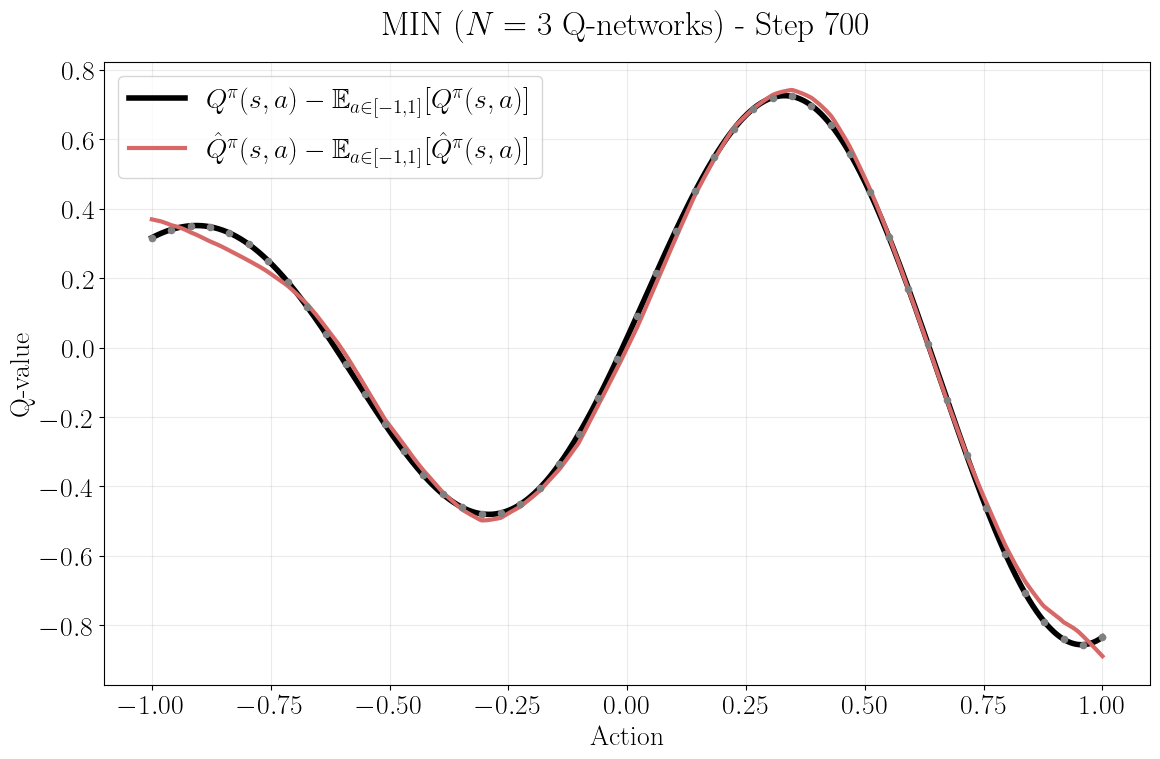 MIN (N = 3 Q-networks) - Step 700
Q^π(s, a) − 𝔼_{a∈[−1,1]}[Q^π(s, a)]
Q̂^π(s, a) − 𝔼_{a∈[−1,1]}[Q̂^π(s, a)]
0.8
0.6
0.4
0.2
0.0
−0.2
−0.4
−0.6
−0.8
Q-value
−1.00 −0.75 −0.50 −0.25 0.00 0.25 0.50 0.75 1.00
Action